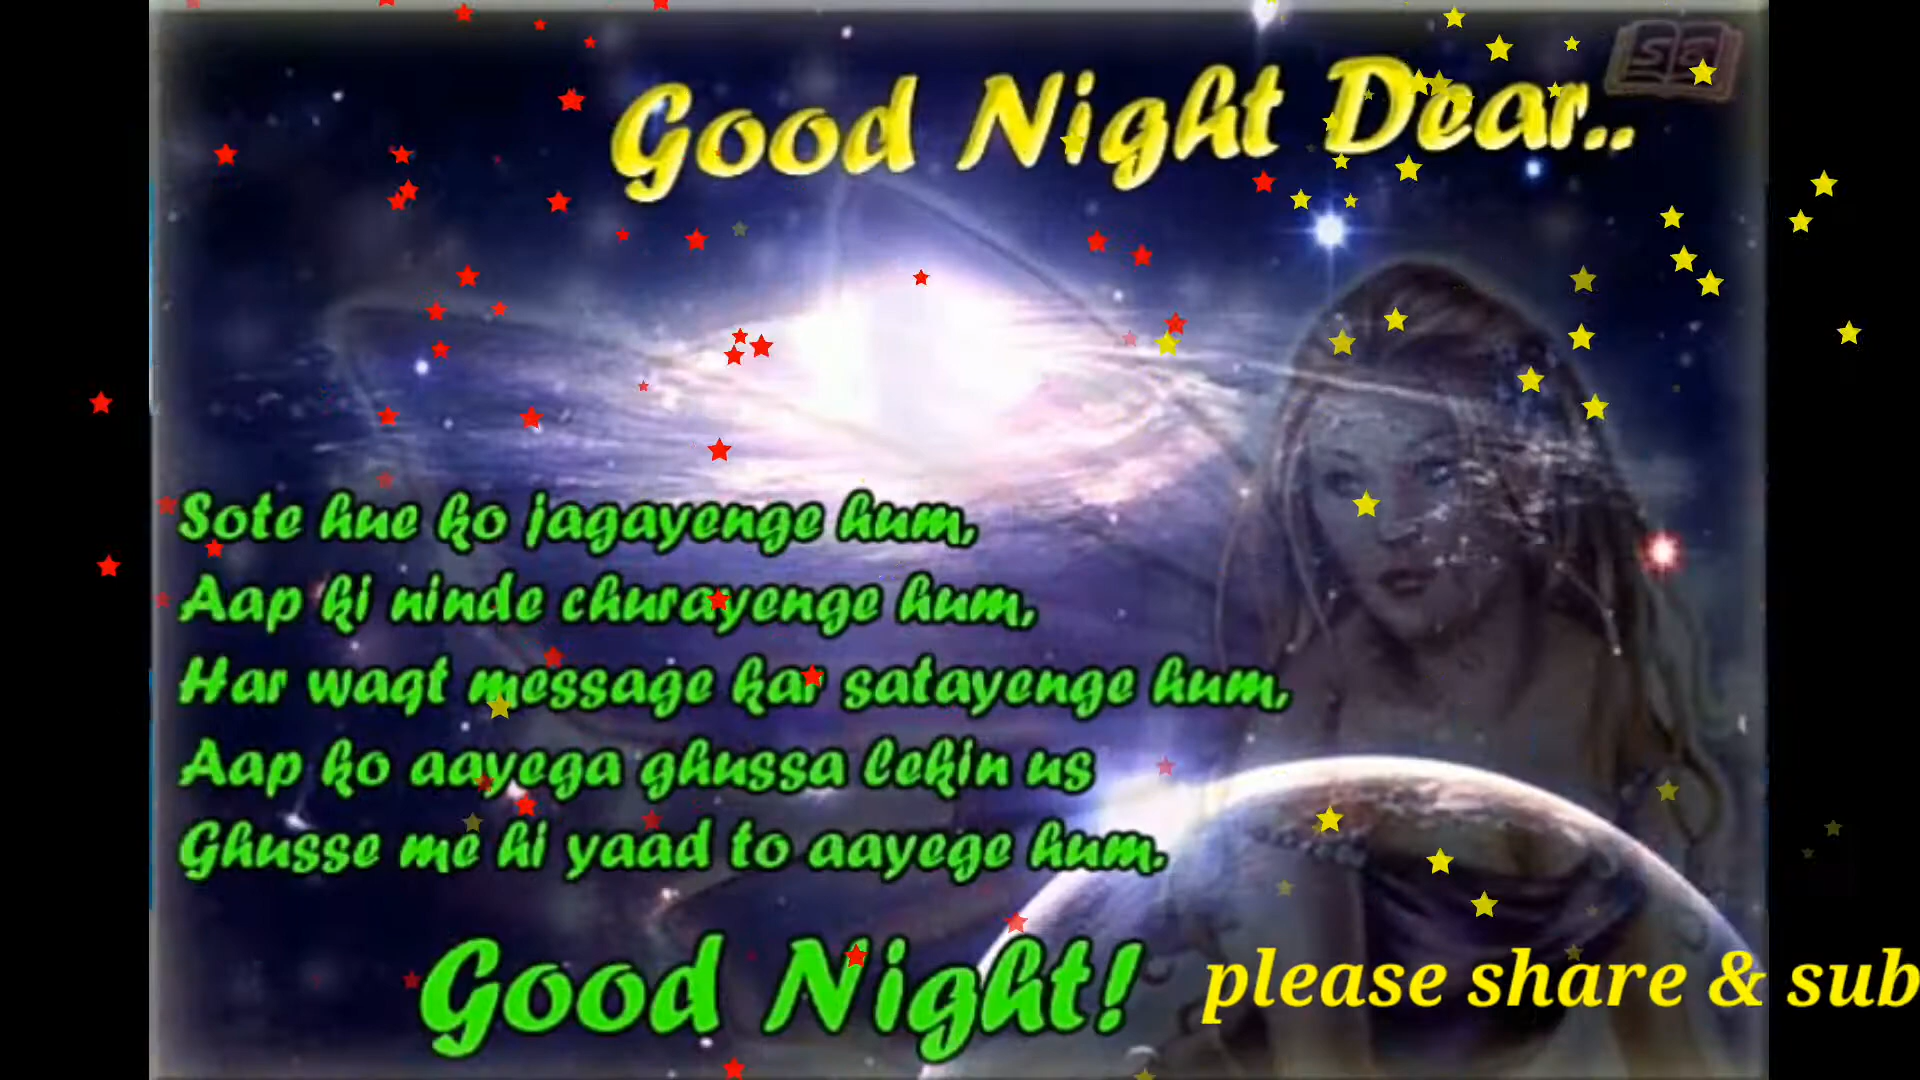 Good Night Dear..
Sote hue ko jagayenge hum,
Aap ki ninde churayenge hum,
Har waqt message kar satayenge hum,
Aap ko aayega ghussa lekin us
Ghusse me hi yaad to aayege hum.
Good Night!
please share & sub